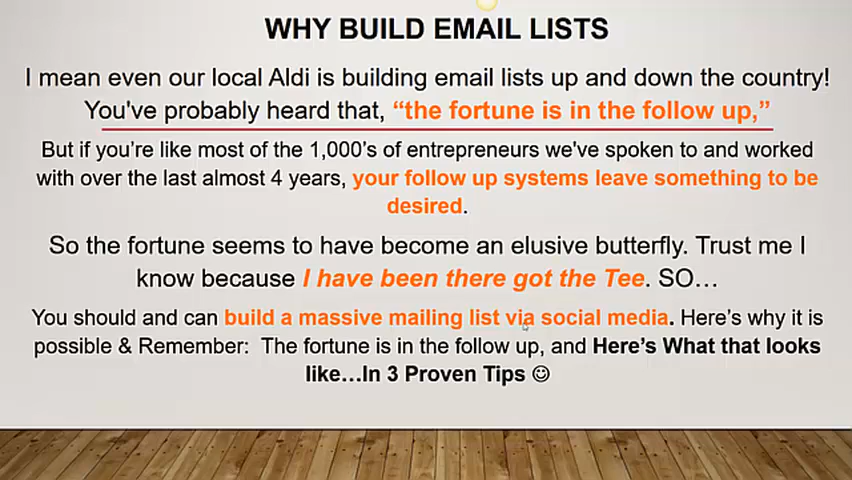 WHY BUILD EMAIL LISTS
I mean even our local Aldi is building email lists up and down the country!
You've probably heard that, “the fortune is in the follow up,”
But if you’re like most of the 1,000’s of entrepreneurs we've spoken to and worked
with over the last almost 4 years, your follow up systems leave something to be
desired.
So the fortune seems to have become an elusive butterfly. Trust me I
know because I have been there got the Tee. SO…
You should and can build a massive mailing list via social media. Here’s why it is
possible & Remember:  The fortune is in the follow up, and Here’s What that looks
like…In 3 Proven Tips ☺